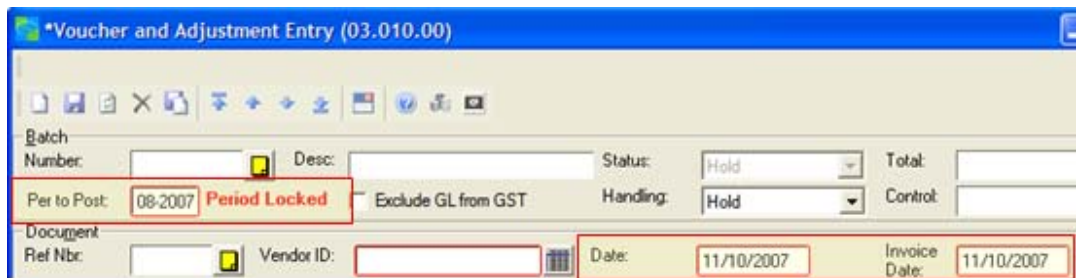 *Voucher and Adjustment Entry (03.010.00)
Batch
Number: Desc: Status: Hold Total:
Per to Post: 08-2007 Period Locked Exclude GL from GST Handling: Hold Control:
Document
Ref Nbr: Vendor ID: Date: 11/10/2007 Invoice Date: 11/10/2007